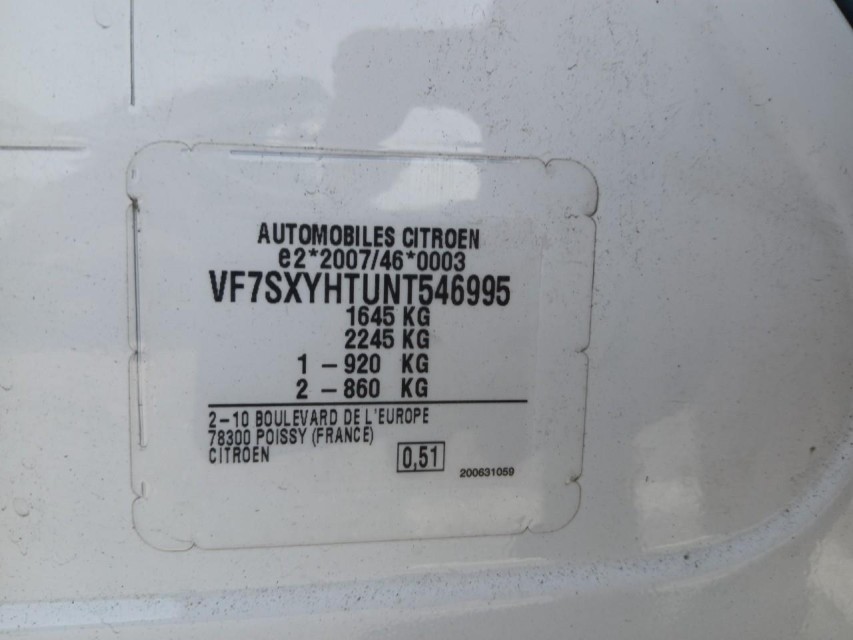 AUTOMOBILES CITROEN
e2*2007/46*0003
VF7SXYHTUNT546995
1645 KG
2245 KG
1 - 920 KG
2 - 860 KG
2-10 BOULEVARD DE L'EUROPE
78300 POISSY (FRANCE)
CITROEN
0,51
200631059